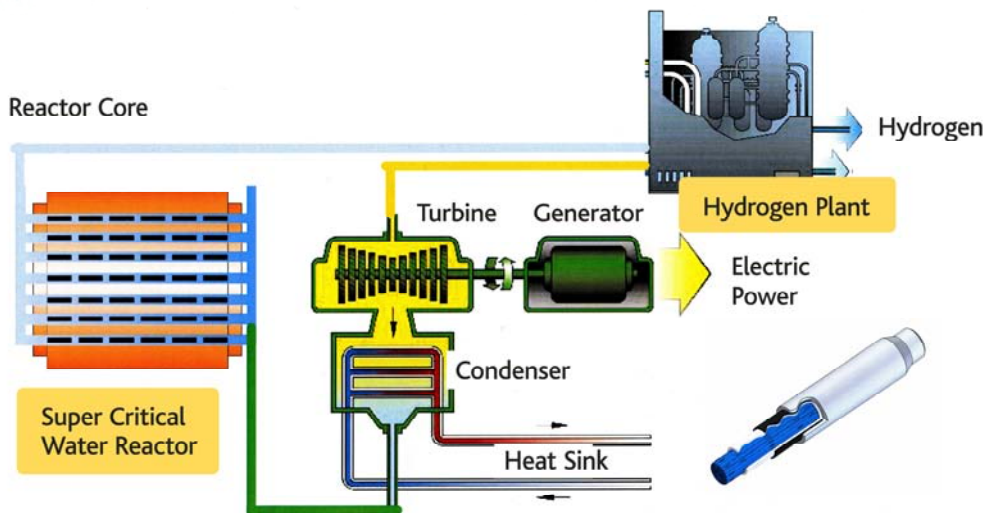 Reactor Core
Hydrogen
Turbine
Generator
Hydrogen Plant
Electric
Power
Condenser
Super Critical
Water Reactor
Heat Sink